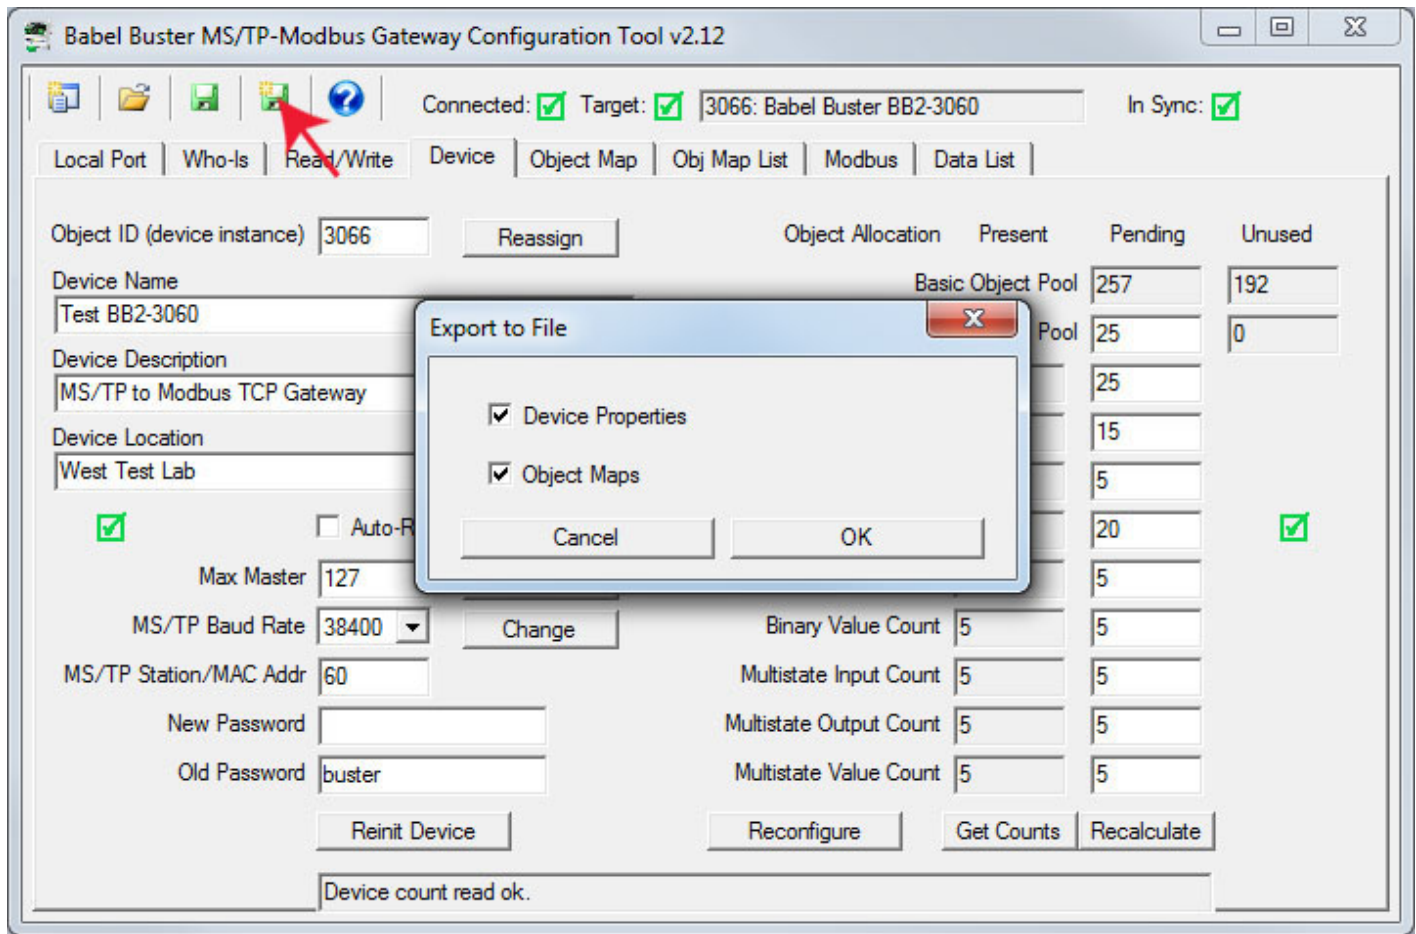 Babel Buster MS/TP-Modbus Gateway Configuration Tool v2.12
Connected: Target: 3066: Babel Buster BB2-3060 In Sync:
Local Port Who-Is Read/Write Device Object Map Obj Map List Modbus Data List
Object ID (device instance) 3066 Reassign Object Allocation Present Pending Unused
Device Name Basic Object Pool 257 192
Test BB2-3060
Export to File
Pool 25 0
Device Description
MS/TP to Modbus TCP Gateway 25
Device Properties
Device Location 15
West Test Lab
Object Maps
5
Auto-R
Cancel OK
20
Max Master 127 5
MS/TP Baud Rate 38400 Change Binary Value Count 5 5
MS/TP Station/MAC Addr 60 Multistate Input Count 5 5
New Password Multistate Output Count 5 5
Old Password buster Multistate Value Count 5 5
Reinit Device Reconfigure Get Counts Recalculate
Device count read ok.